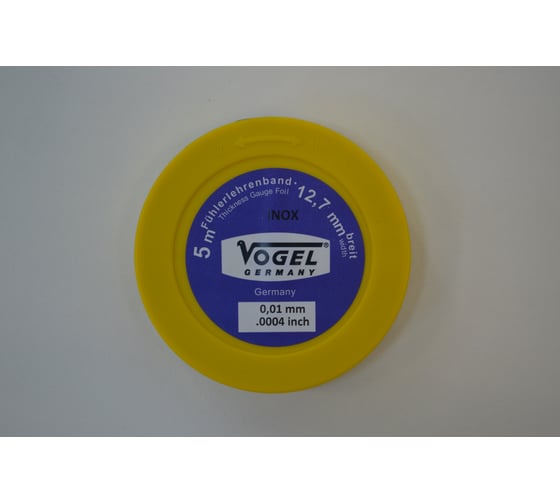 5 m Fühlerlehrenband · 12,7 mm breit
Thickness Gauge Foil width
INOX
VOGEL®
GERMANY
Germany
0,01 mm
.0004 inch